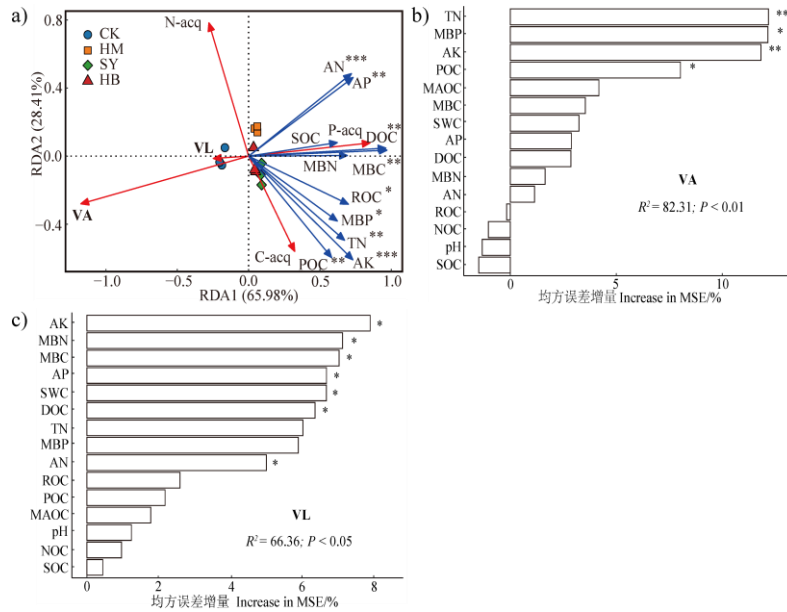 a)
CK
HM
SY
HB
N-acq
AN***
AP**
SOC
P-acq
**
DOC
VL
MBN
MBC**
ROC*
MBP*
TN**
VA
C-acq
POC**
AK***
0.8
0.4
0.0
−0.4
−0.8
RDA2 (28.41%)
−1.0
−0.5
0.0
0.5
1.0
RDA1 (65.98%)
b)
TN **
MBP *
AK **
POC *
MAOC
MBC
SWC
AP
DOC
MBN
AN
ROC
NOC
pH
SOC
VA
R² = 82.31; P < 0.01
0 5 10
均方误差增量 Increase in MSE/%
c)
AK *
MBN *
MBC *
AP *
SWC *
DOC *
TN
MBP
AN *
ROC
POC
MAOC
pH
NOC
SOC
VL
R² = 66.36; P < 0.05
0 2 4 6 8
均方误差增量 Increase in MSE/%